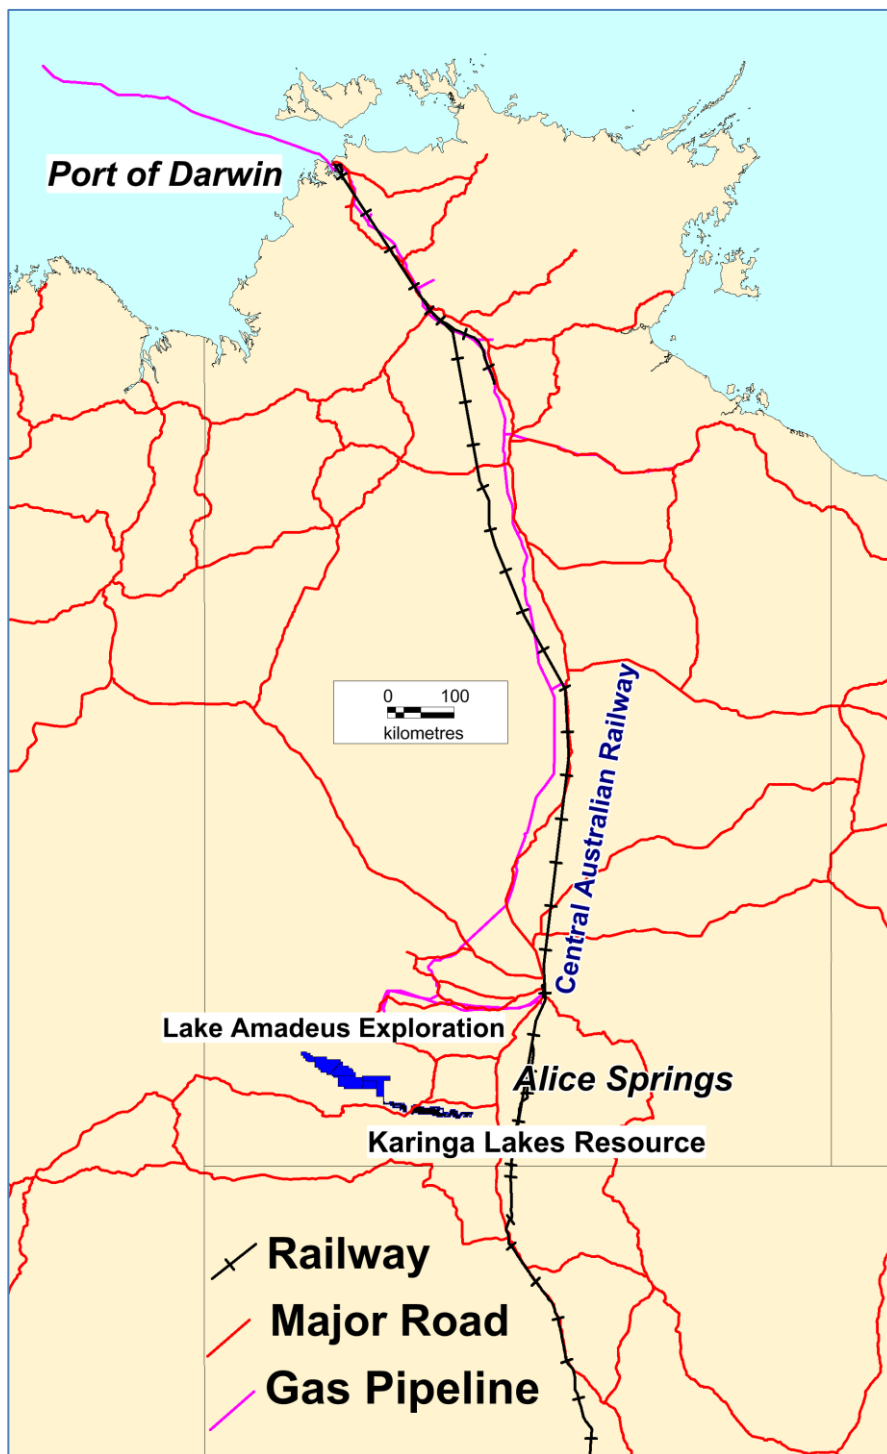 Port of Darwin
0 100
kilometres
Central Australian Railway
Lake Amadeus Exploration
Alice Springs
Karinga Lakes Resource
Railway
Major Road
Gas Pipeline